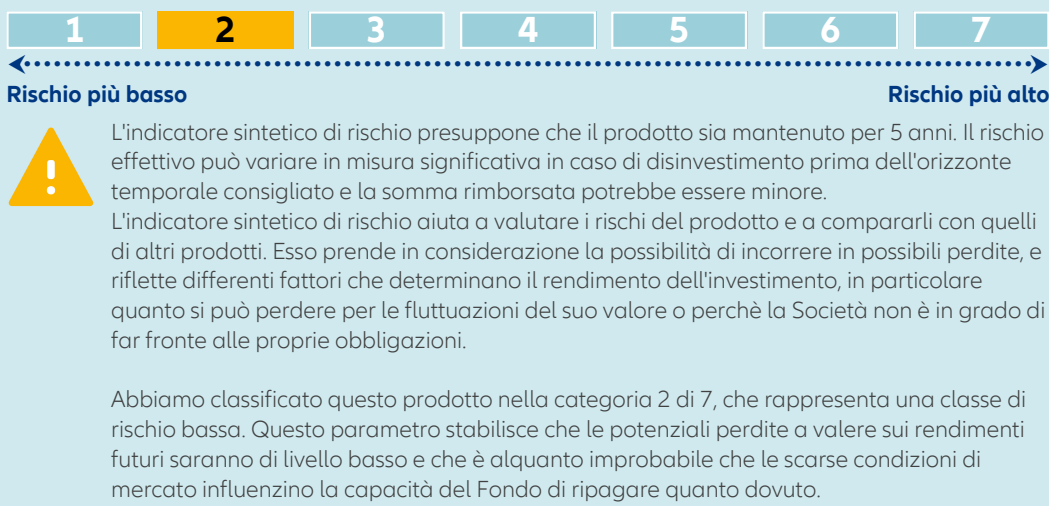 1 2 3 4 5 6 7
Rischio più basso Rischio più alto
L'indicatore sintetico di rischio presuppone che il prodotto sia mantenuto per 5 anni. Il rischio
effettivo può variare in misura significativa in caso di disinvestimento prima dell'orizzonte
temporale consigliato e la somma rimborsata potrebbe essere minore.
L'indicatore sintetico di rischio aiuta a valutare i rischi del prodotto e a compararli con quelli
di altri prodotti. Esso prende in considerazione la possibilità di incorrere in possibili perdite, e
riflette differenti fattori che determinano il rendimento dell'investimento, in particolare
quanto si può perdere per le fluttuazioni del suo valore o perchè la Società non è in grado di
far fronte alle proprie obbligazioni.
Abbiamo classificato questo prodotto nella categoria 2 di 7, che rappresenta una classe di
rischio bassa. Questo parametro stabilisce che le potenziali perdite a valere sui rendimenti
futuri saranno di livello basso e che è alquanto improbabile che le scarse condizioni di
mercato influenzino la capacità del Fondo di ripagare quanto dovuto.